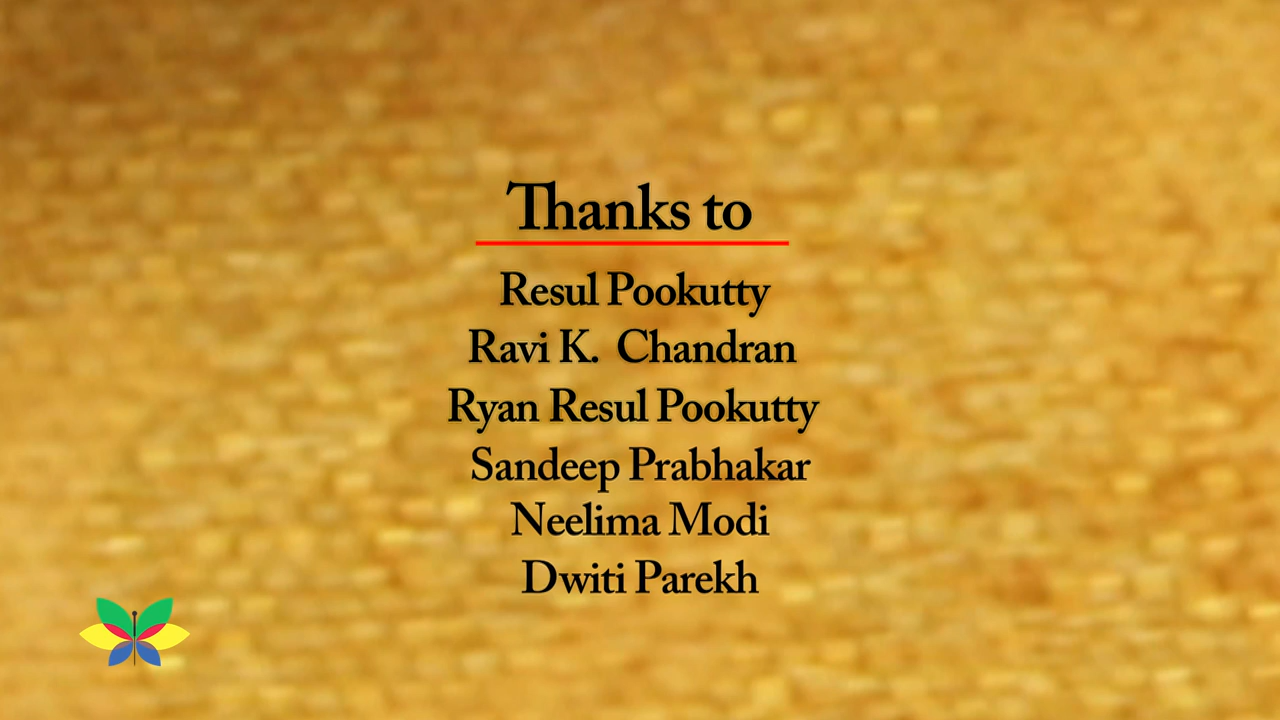 Thanks to
Resul Pookutty
Ravi K. Chandran
Ryan Resul Pookutty
Sandeep Prabhakar
Neelima Modi
Dwiti Parekh